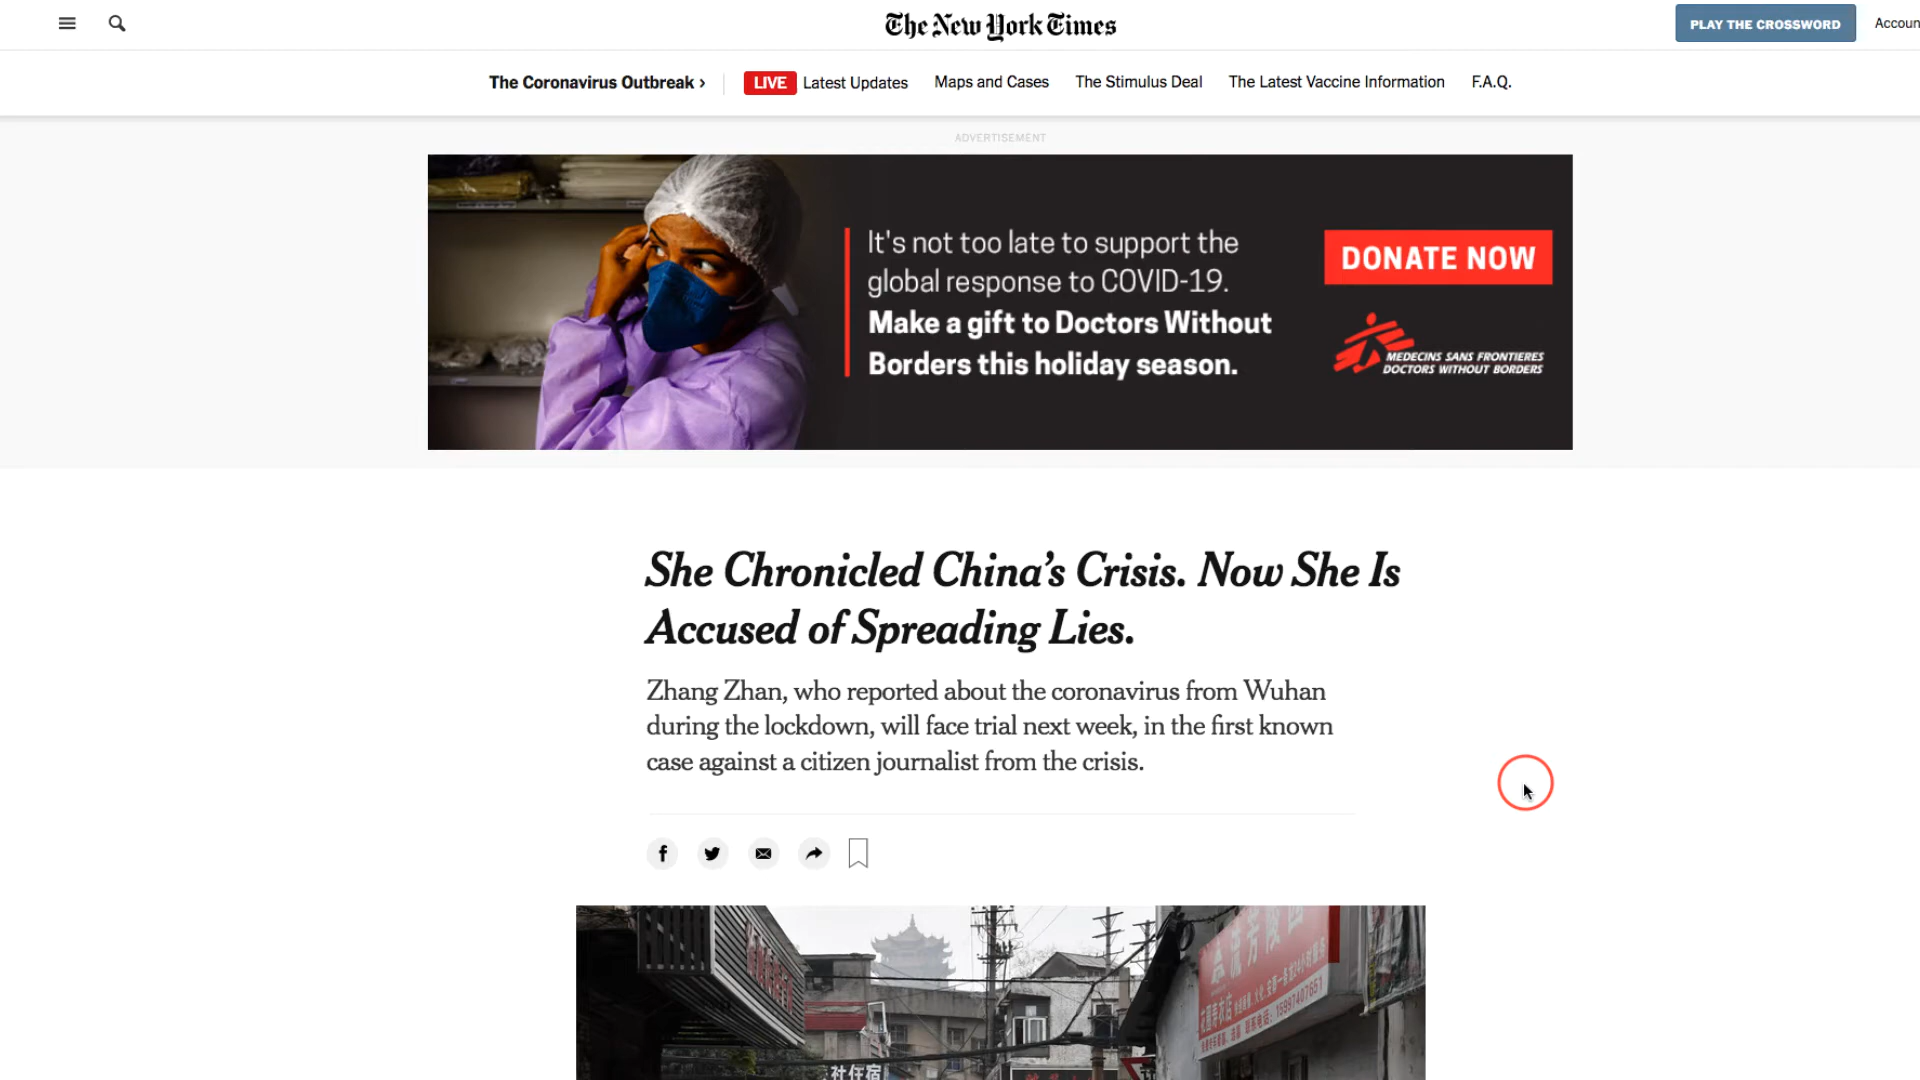 The New York Times
PLAY THE CROSSWORD
Accoun
The Coronavirus Outbreak ›
LIVE Latest Updates
Maps and Cases
The Stimulus Deal
The Latest Vaccine Information
F.A.Q.
ADVERTISEMENT
It's not too late to support the
global response to COVID-19.
Make a gift to Doctors Without
Borders this holiday season.
DONATE NOW
MEDECINS SANS FRONTIERES
DOCTORS WITHOUT BORDERS
She Chronicled China’s Crisis. Now She Is
Accused of Spreading Lies.
Zhang Zhan, who reported about the coronavirus from Wuhan
during the lockdown, will face trial next week, in the first known
case against a citizen journalist from the crisis.
社住宿